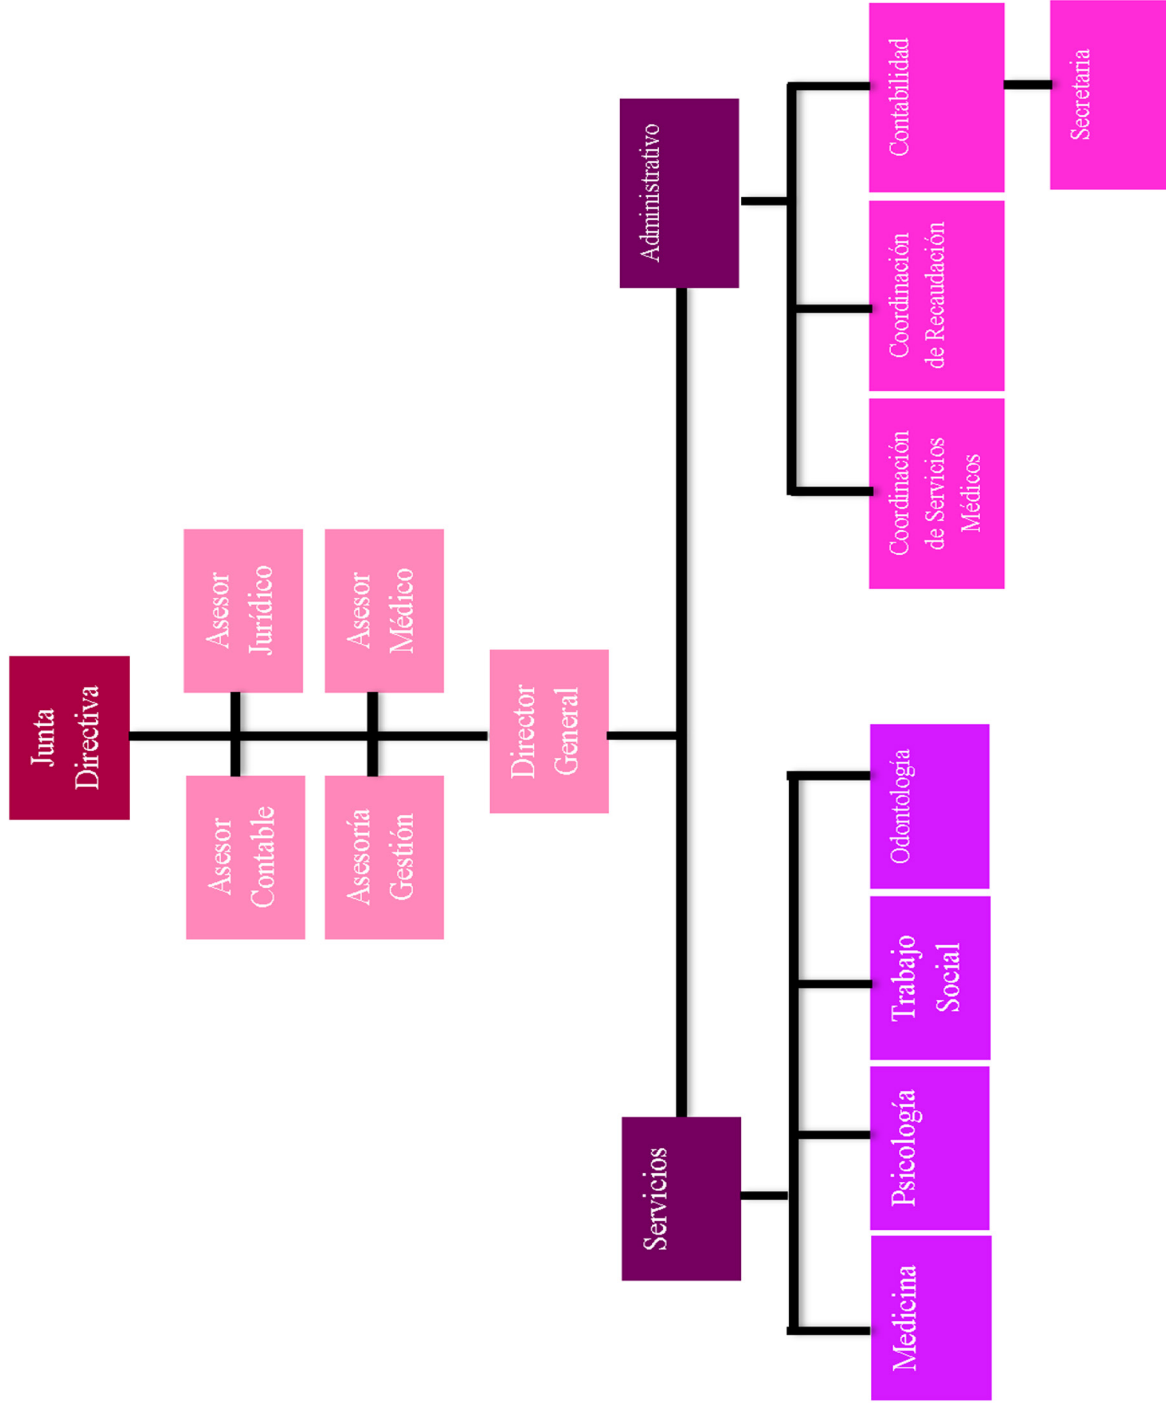 Junta
Directiva
Asesor
Contable
Asesor
Jurídico
Asesoría
Gestión
Asesor
Médico
Director
General
Servicios
Administrativo
Medicina
Psicología
Trabajo
Social
Odontología
Coordinación
de Servicios
Médicos
Coordinación
de Recaudación
Contabilidad
Secretaria